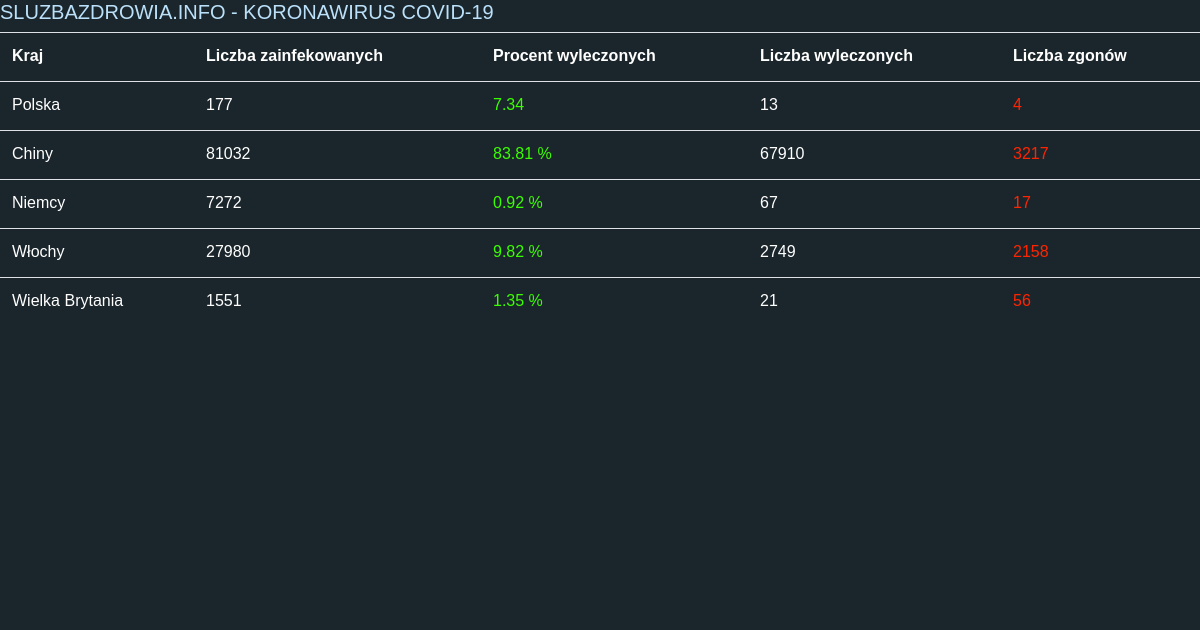 SLUZBAZDROWIA.INFO - KORONAWIRUS COVID-19
Kraj Liczba zainfekowanych Procent wyleczonych Liczba wyleczonych Liczba zgonów
Polska 177 7.34 13 4
Chiny 81032 83.81 % 67910 3217
Niemcy 7272 0.92 % 67 17
Włochy 27980 9.82 % 2749 2158
Wielka Brytania 1551 1.35 % 21 56